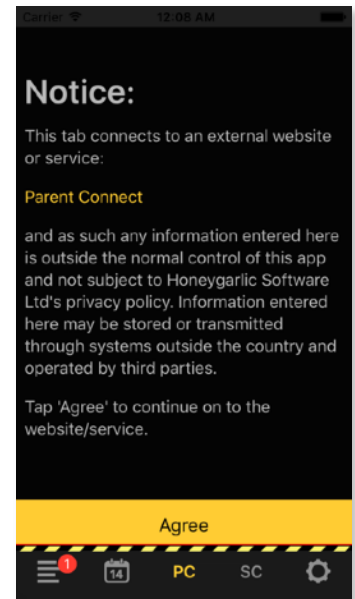 Carrier 12:08 AM
Notice:
This tab connects to an external website
or service:
Parent Connect
and as such any information entered here
is outside the normal control of this app
and not subject to Honeygarlic Software
Ltd's privacy policy. Information entered
here may be stored or transmitted
through systems outside the country and
operated by third parties.
Tap 'Agree' to continue on to the
website/service.
Agree
1 14 PC SC